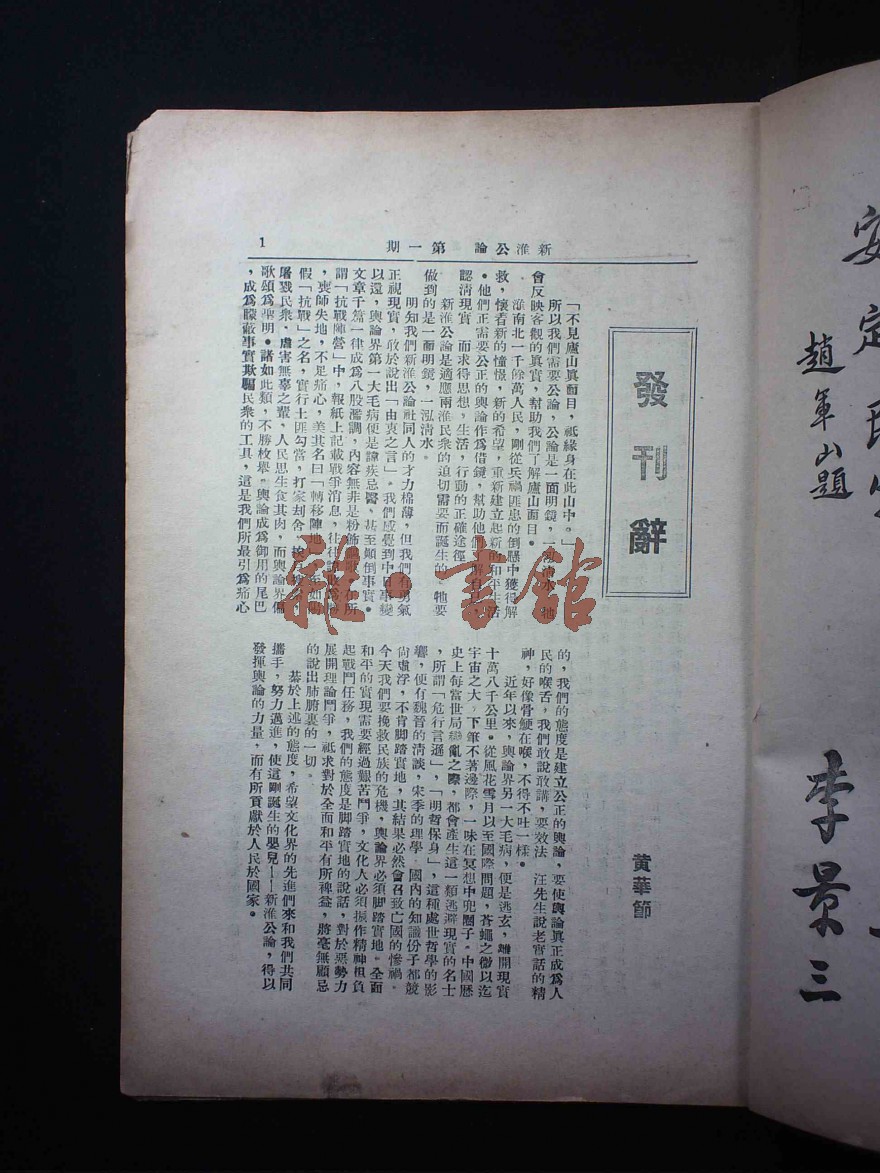 安定民
趙軍山題
李景三
新淮公論 第一期
1
發刊辭
黃華節
「不見廬山眞面目，祇緣身在此山中。」
所以我們需要公論，公論是一面明鏡，一泓清水，牠
會反映客觀的眞實，幫助我們了解廬山面目。
淮南北一千餘萬人民，剛從兵禍匪患的倒懸中獲得解
救，懷着新的憧憬，新的希望，重新建立起新的和平生活
。他們正需要公正的輿論作爲借鏡，幫助他們了解自
認清現實 而求得思想，生活，行動的正確途徑。
新淮公論是適應兩淮民衆的迫切需要而誕生的，牠要
做到的是一面明鏡，一泓清水。
明知我們新淮公論社同人的才力棉薄，但我們有勇氣
正視現實，敢於說出「由衷之言」。我們感覺到中日事變
以還，輿論界第一大毛病便是諱疾忌醫，甚至顛倒事實。
文章千篇一律成爲八股濫調，內容無非是粉飾 所
謂「抗戰陣營」中，報紙上記載戰爭消息，往往
，喪師失地，不足痛心，美其名曰「轉移陣地 至如
假「抗戰」之名，實行土匪勾當，打家刦舍，
屠戮民衆，虐害無辜之輩，人民思生食其肉，而輿論界偏
歌頌爲聖明。諸如此類，不勝枚舉。輿論成爲御用的尾巴
，成爲矇蔽事實欺騙民衆的工具，這是我們所最引爲痛心
的，我們的態度是建立公正的輿論，要使輿論眞正成爲人
民的喉舌，我們敢說敢講，要效法 汪先生說老實話的精
神，好像骨鯁在喉，不得不吐一樣。
近年以來，輿論界另一大毛病，便是逃玄，離開現實
十萬八千公里。從風花雪月以至國際問題，蒼蠅之微以迄
宇宙之大，下筆不著邊際，一味在冥想中兜圈子。中國歷
史上每當世局變亂之際，都會產生這一類逃避現實的名士
，所謂「危行言遜」，「明哲保身」，這種處世哲學的影
響，便有魏晉的清談，宋季的理學 國內的知識份子都競
尙虛浮，不肯脚踏實地，其結果必然會召致亡國的慘禍。
今天我們要挽救民族的危機，輿論界必須脚踏實地。全面
和平的實現需要經過艱苦鬥爭，文化人必須振作精神担負
起戰鬥任務，我們的態度是脚踏實地的說話，對於惡勢力
展開理論鬥爭，祇求對於全面和平有所裨益，將毫無顧忌
的說出肺腑裏的一切。
基於上述的態度，希望文化界的先進們來和我們共同
攜手，努力邁進，使這剛誕生的嬰兒——新淮公論，得以
發揮輿論的力量，而有所貢獻於人民於國家。
雜·書館